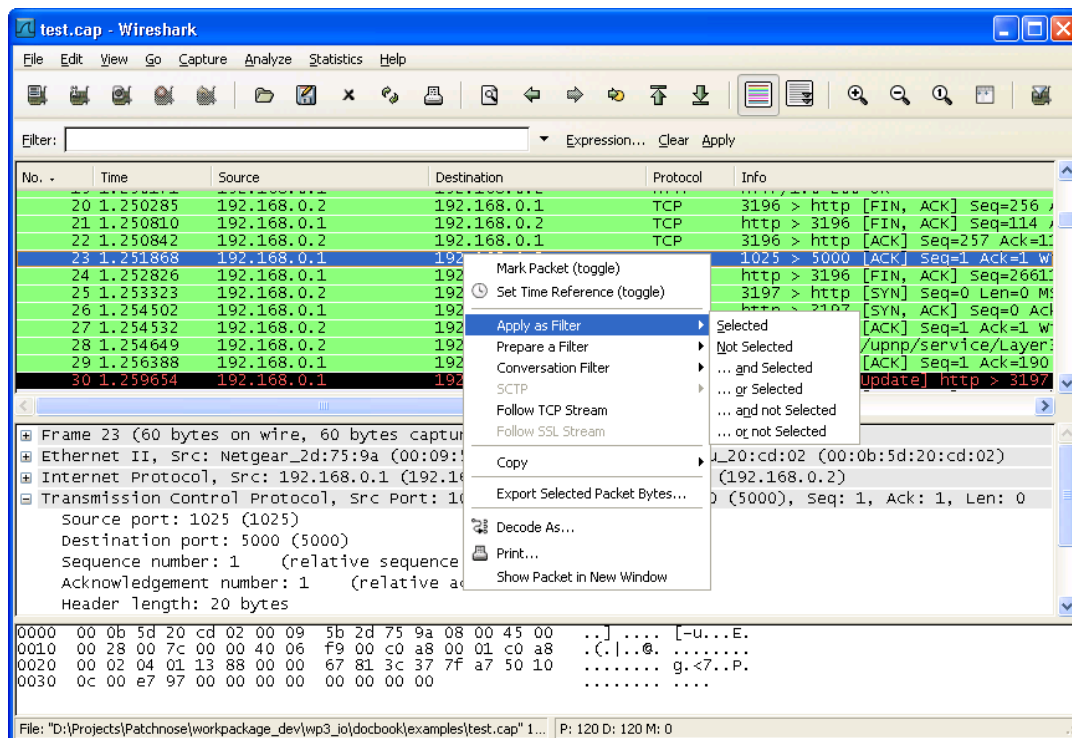 test.cap - Wireshark
File Edit View Go Capture Analyze Statistics Help
Filter: Expression... Clear Apply
No. Time Source Destination Protocol Info
20 1.250285 192.168.0.2 192.168.0.1 TCP 3196 > http [FIN, ACK] Seq=256
21 1.250810 192.168.0.1 192.168.0.2 TCP http > 3196 [FIN, ACK] Seq=114
22 1.250842 192.168.0.2 192.168.0.1 TCP 3196 > http [ACK] Seq=257 Ack=11
23 1.251868 192.168.0.1 192 1025 > 5000 [ACK] Seq=1 Ack=1
24 1.252826 192.168.0.1 192 http > 3196 [FIN, ACK] Seq=26611
25 1.253323 192.168.0.2 192 3197 > http [SYN] Seq=0 Len=0 MS
26 1.254502 192.168.0.1 192 http > 3197 [SYN, ACK] Seq=0 Ack
27 1.254532 192.168.0.2 192 [ACK] Seq=1 Ack=1
28 1.254649 192.168.0.2 192 /upnp/service/Layer3
29 1.256388 192.168.0.1 192 [ACK] Seq=1 Ack=190
30 1.259654 192.168.0.1 192 Update] http > 3197
Mark Packet (toggle)
Set Time Reference (toggle)
Apply as Filter
Prepare a Filter
Conversation Filter
SCTP
Follow TCP Stream
Follow SSL Stream
Copy
Export Selected Packet Bytes...
Decode As...
Print...
Show Packet in New Window
Selected
Not Selected
... and Selected
... or Selected
... and not Selected
... or not Selected
Frame 23 (60 bytes on wire, 60 bytes captur
Ethernet II, Src: Netgear_2d:75:9a (00:09:5 u_20:cd:02 (00:0b:5d:20:cd:02)
Internet Protocol, Src: 192.168.0.1 (192.16 (192.168.0.2)
Transmission Control Protocol, Src Port: 10 0 (5000), Seq: 1, Ack: 1, Len: 0
Source port: 1025 (1025)
Destination port: 5000 (5000)
Sequence number: 1 (relative sequence
Acknowledgement number: 1 (relative ac
Header length: 20 bytes
0000 00 0b 5d 20 cd 02 00 09 5b 2d 75 9a 08 00 45 00 ..] .... [-u...E.
0010 00 28 00 7c 00 00 40 06 f9 00 c0 a8 00 01 c0 a8 .(.|..@. ........
0020 00 02 04 01 13 88 00 00 67 81 3c 37 7f a7 50 10 ........ g.<7..P.
0030 0c 00 e7 97 00 00 00 00 00 00 00 00 ........ ....
File: "D:\Projects\Patchnose\workpackage_dev\wp3_io\docbook\examples\test.cap" 1... P: 120 D: 120 M: 0